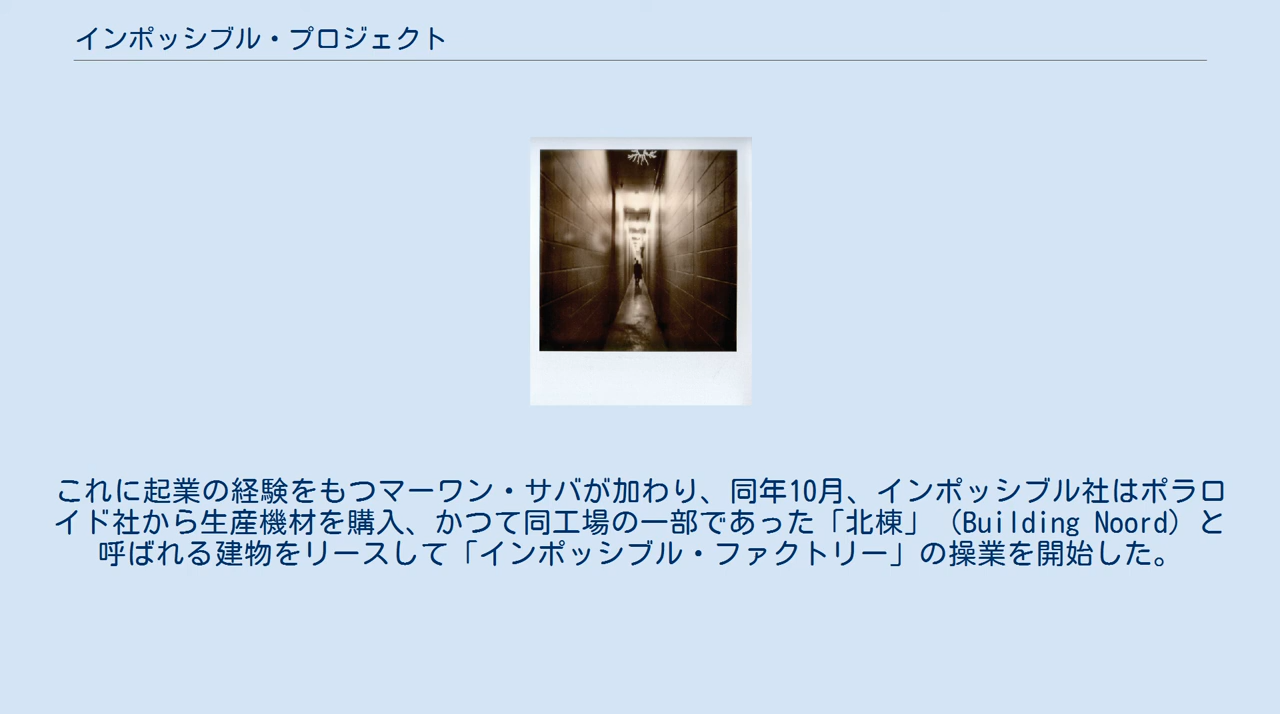 インポッシブル・プロジェクト
これに起業の経験をもつマーワン・サバが加わり、同年10月、インポッシブル社はポラロ
イド社から生産機材を購入、かつて同工場の一部であった「北棟」（Building Noord）と
呼ばれる建物をリースして「インポッシブル・ファクトリー」の操業を開始した。